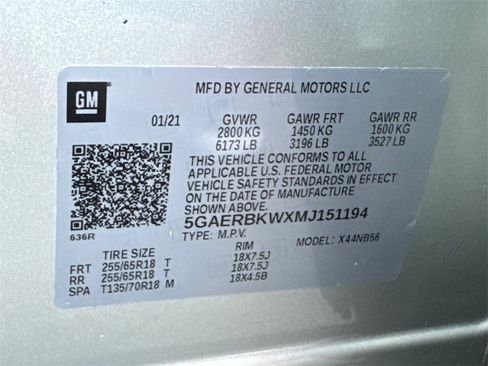 GM
MFD BY GENERAL MOTORS LLC
01/21 GVWR GAWR FRT GAWR RR
2800 KG 1450 KG 1600 KG
6173 LB 3196 LB 3527 LB
THIS VEHICLE CONFORMS TO ALL
APPLICABLE U.S. FEDERAL MOTOR
VEHICLE SAFETY STANDARDS IN EFFECT
ON THE DATE OF MANUFACTURE
SHOWN ABOVE.
5GAERBKWXMJ151194
636R
TYPE: M.P.V. MODEL: X44NB56
TIRE SIZE RIM
FRT 255/65R18 T 18X7.5J
RR 255/65R18 T 18X7.5J
SPA T135/70R18 M 18X4.5B